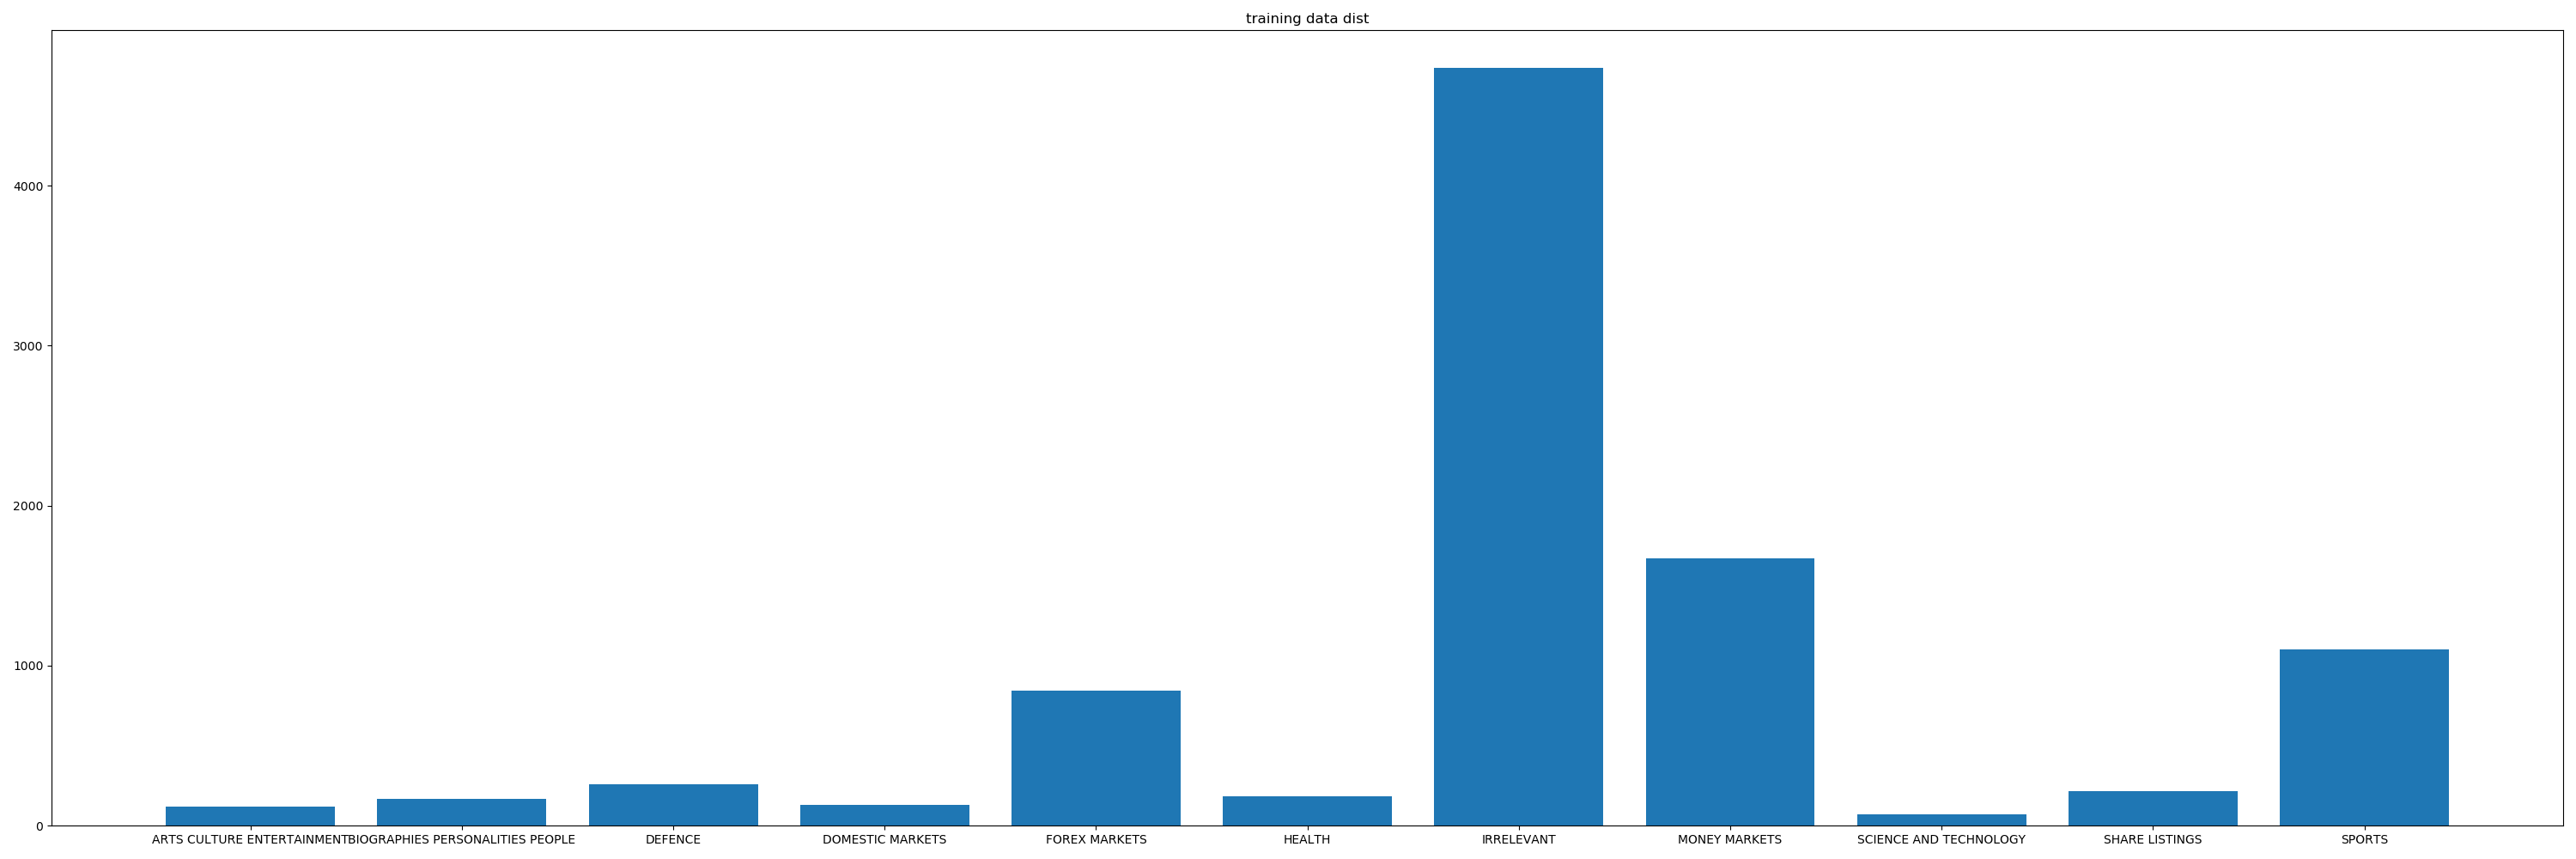 training data dist
4000
3000
2000
1000
0
ARTS CULTURE ENTERTAINMENT BIOGRAPHIES PERSONALITIES PEOPLE DEFENCE DOMESTIC MARKETS FOREX MARKETS HEALTH IRRELEVANT MONEY MARKETS SCIENCE AND TECHNOLOGY SHARE LISTINGS SPORTS